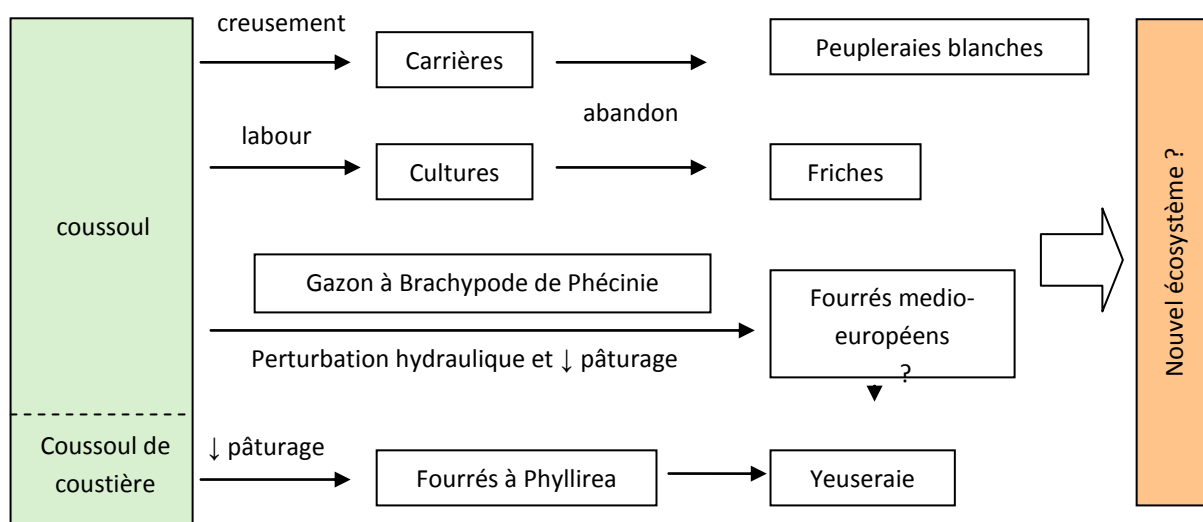 creusement
Carrières
Peupleraies blanches
labour
abandon
Cultures
Friches
coussoul
Gazon à Brachypode de Phécinie
Perturbation hydraulique et ↓ pâturage
Fourrés medio-
européens
?
Coussoul de
coustière
↓ pâturage
Fourrés à Phyllirea
Yeuseraie
Nouvel écosystème ?